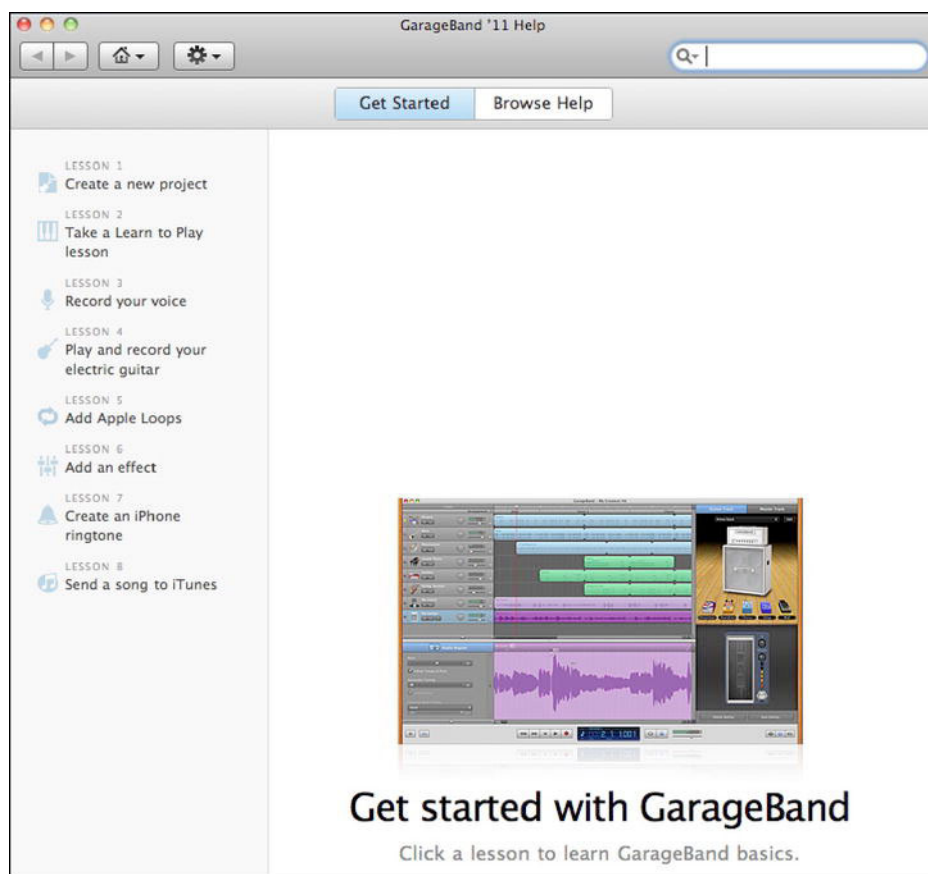 GarageBand '11 Help
Get Started
Browse Help
LESSON 1
Create a new project
LESSON 2
Take a Learn to Play
lesson
LESSON 3
Record your voice
LESSON 4
Play and record your
electric guitar
LESSON 5
Add Apple Loops
LESSON 6
Add an effect
LESSON 7
Create an iPhone
ringtone
LESSON 8
Send a song to iTunes
Master Track
Get started with GarageBand
Click a lesson to learn GarageBand basics.